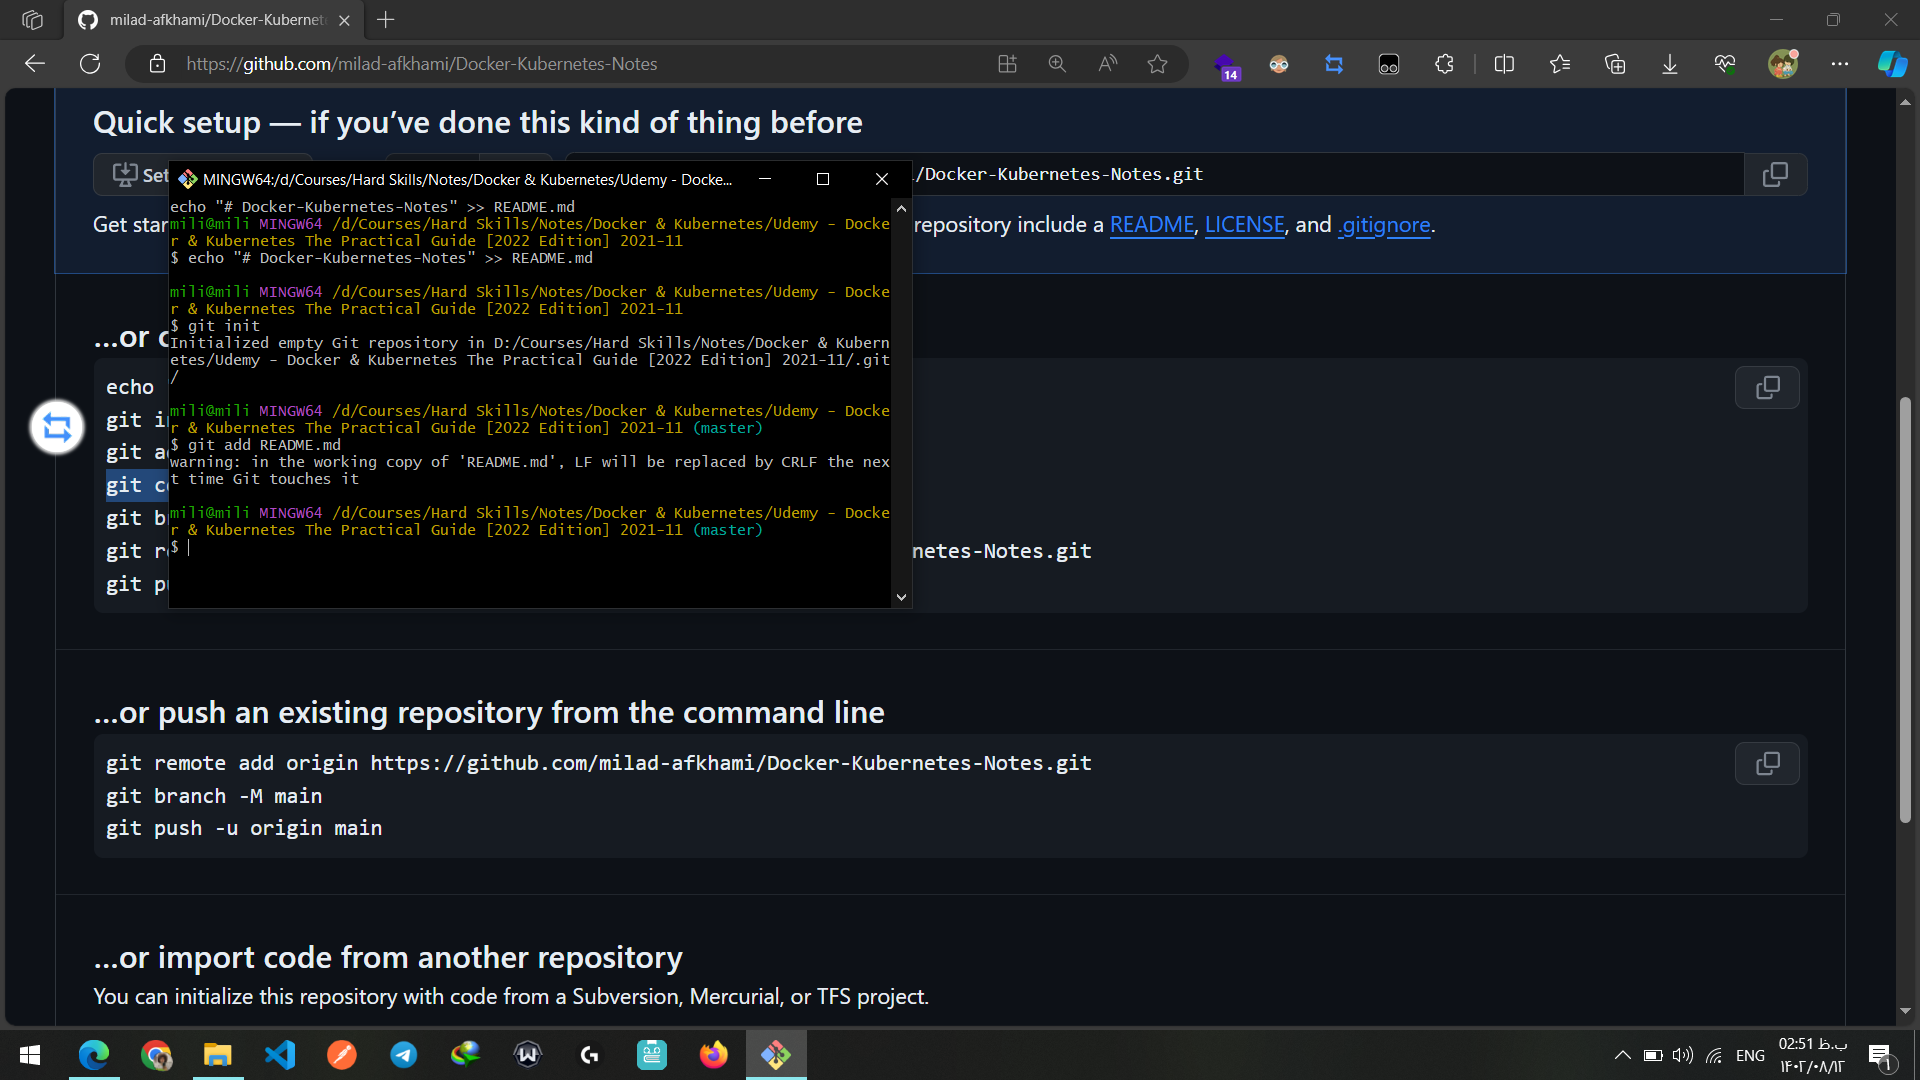 milad-afkhami/Docker-Kubernet
https://github.com/milad-afkhami/Docker-Kubernetes-Notes
14
Quick setup — if you’ve done this kind of thing before
Set
/Docker-Kubernetes-Notes.git
Get star
repository include a README, LICENSE, and .gitignore.
MINGW64:/d/Courses/Hard Skills/Notes/Docker & Kubernetes/Udemy - Docke...
echo "# Docker-Kubernetes-Notes" >> README.md
mili@mili MINGW64 /d/Courses/Hard Skills/Notes/Docker & Kubernetes/Udemy - Docke
r & Kubernetes The Practical Guide [2022 Edition] 2021-11
$ echo "# Docker-Kubernetes-Notes" >> README.md
mili@mili MINGW64 /d/Courses/Hard Skills/Notes/Docker & Kubernetes/Udemy - Docke
r & Kubernetes The Practical Guide [2022 Edition] 2021-11
$ git init
Initialized empty Git repository in D:/Courses/Hard Skills/Notes/Docker & Kubern
etes/Udemy - Docker & Kubernetes The Practical Guide [2022 Edition] 2021-11/.git
/
mili@mili MINGW64 /d/Courses/Hard Skills/Notes/Docker & Kubernetes/Udemy - Docke
r & Kubernetes The Practical Guide [2022 Edition] 2021-11 (master)
$ git add README.md
warning: in the working copy of 'README.md', LF will be replaced by CRLF the nex
t time Git touches it
mili@mili MINGW64 /d/Courses/Hard Skills/Notes/Docker & Kubernetes/Udemy - Docke
r & Kubernetes The Practical Guide [2022 Edition] 2021-11 (master)
$
…or c
echo
git i
git a
git c
git b
git r
netes-Notes.git
git p
…or push an existing repository from the command line
git remote add origin https://github.com/milad-afkhami/Docker-Kubernetes-Notes.git
git branch -M main
git push -u origin main
…or import code from another repository
You can initialize this repository with code from a Subversion, Mercurial, or TFS project.
ENG
02:51 ب.ظ
۱۴۰۲/۰۸/۱۲
۱